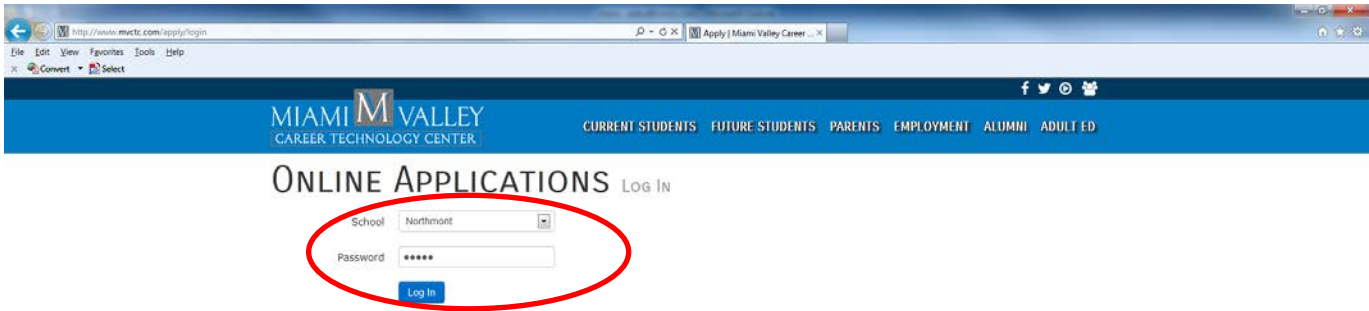 http://www.mvctc.com/apply/login
Apply | Miami Valley Career ...
File Edit View Favorites Tools Help
x Convert Select
MIAMI M VALLEY
CAREER TECHNOLOGY CENTER
CURRENT STUDENTS FUTURE STUDENTS PARENTS EMPLOYMENT ALUMNI ADULT ED
ONLINE APPLICATIONS LOG IN
School Northmont
Password •••••
Log In